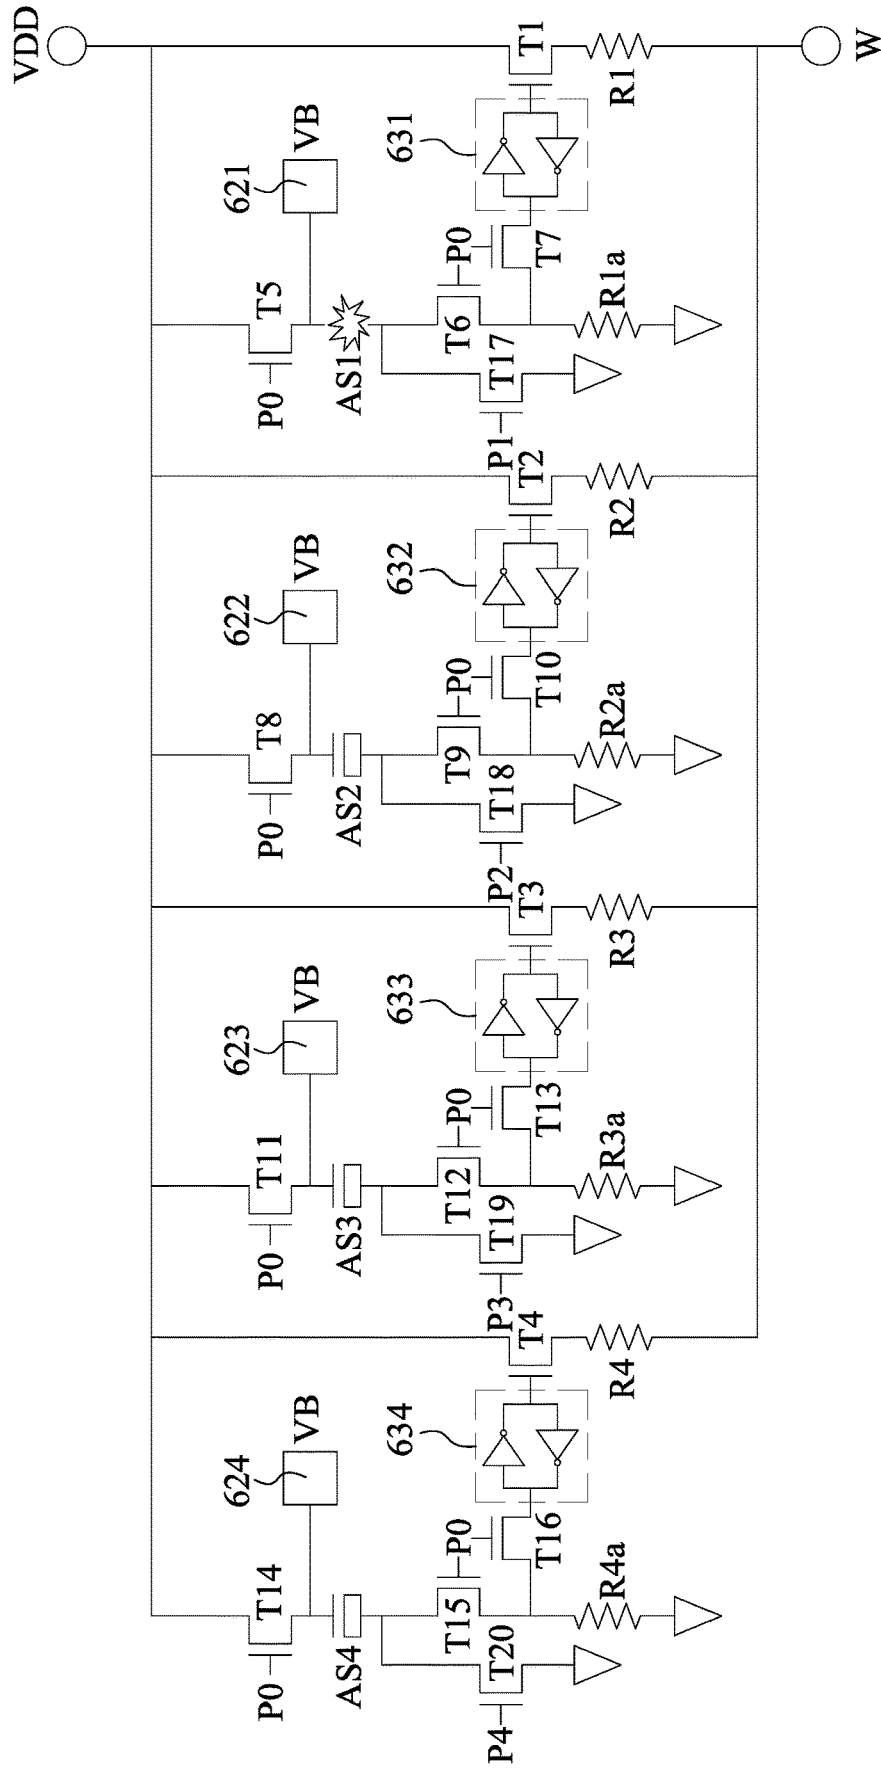 VDD
W
621
VB
T5
P0
AS1
631
T1
R1
P0
T6
T7
T17
P1
R1a
622
VB
T8
P0
AS2
632
T2
R2
P0
T9
T10
T18
P2
R2a
623
VB
T11
P0
AS3
633
T3
R3
P0
T12
T13
T19
P3
R3a
624
VB
T14
P0
AS4
634
T4
R4
P0
T15
T16
T20
P4
R4a